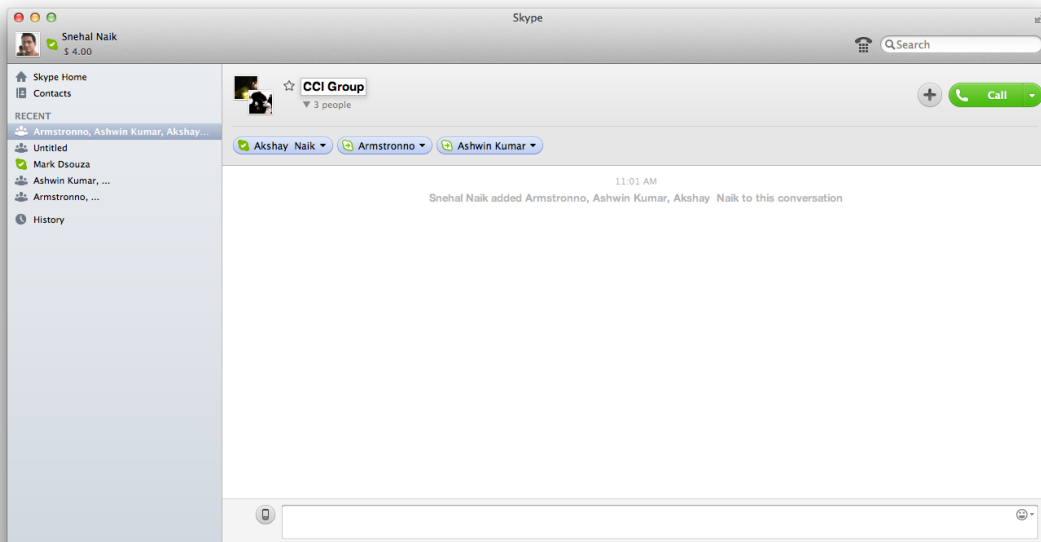 Skype
Snehal Naik
$ 4.00
Search
Skype Home
Contacts
RECENT
Armstronno, Ashwin Kumar, Akshay...
Untitled
Mark Dsouza
Ashwin Kumar, ...
Armstronno, ...
History
CCI Group
3 people
Call
Akshay Naik
Armstronno
Ashwin Kumar
11:01 AM
Snehal Naik added Armstronno, Ashwin Kumar, Akshay Naik to this conversation